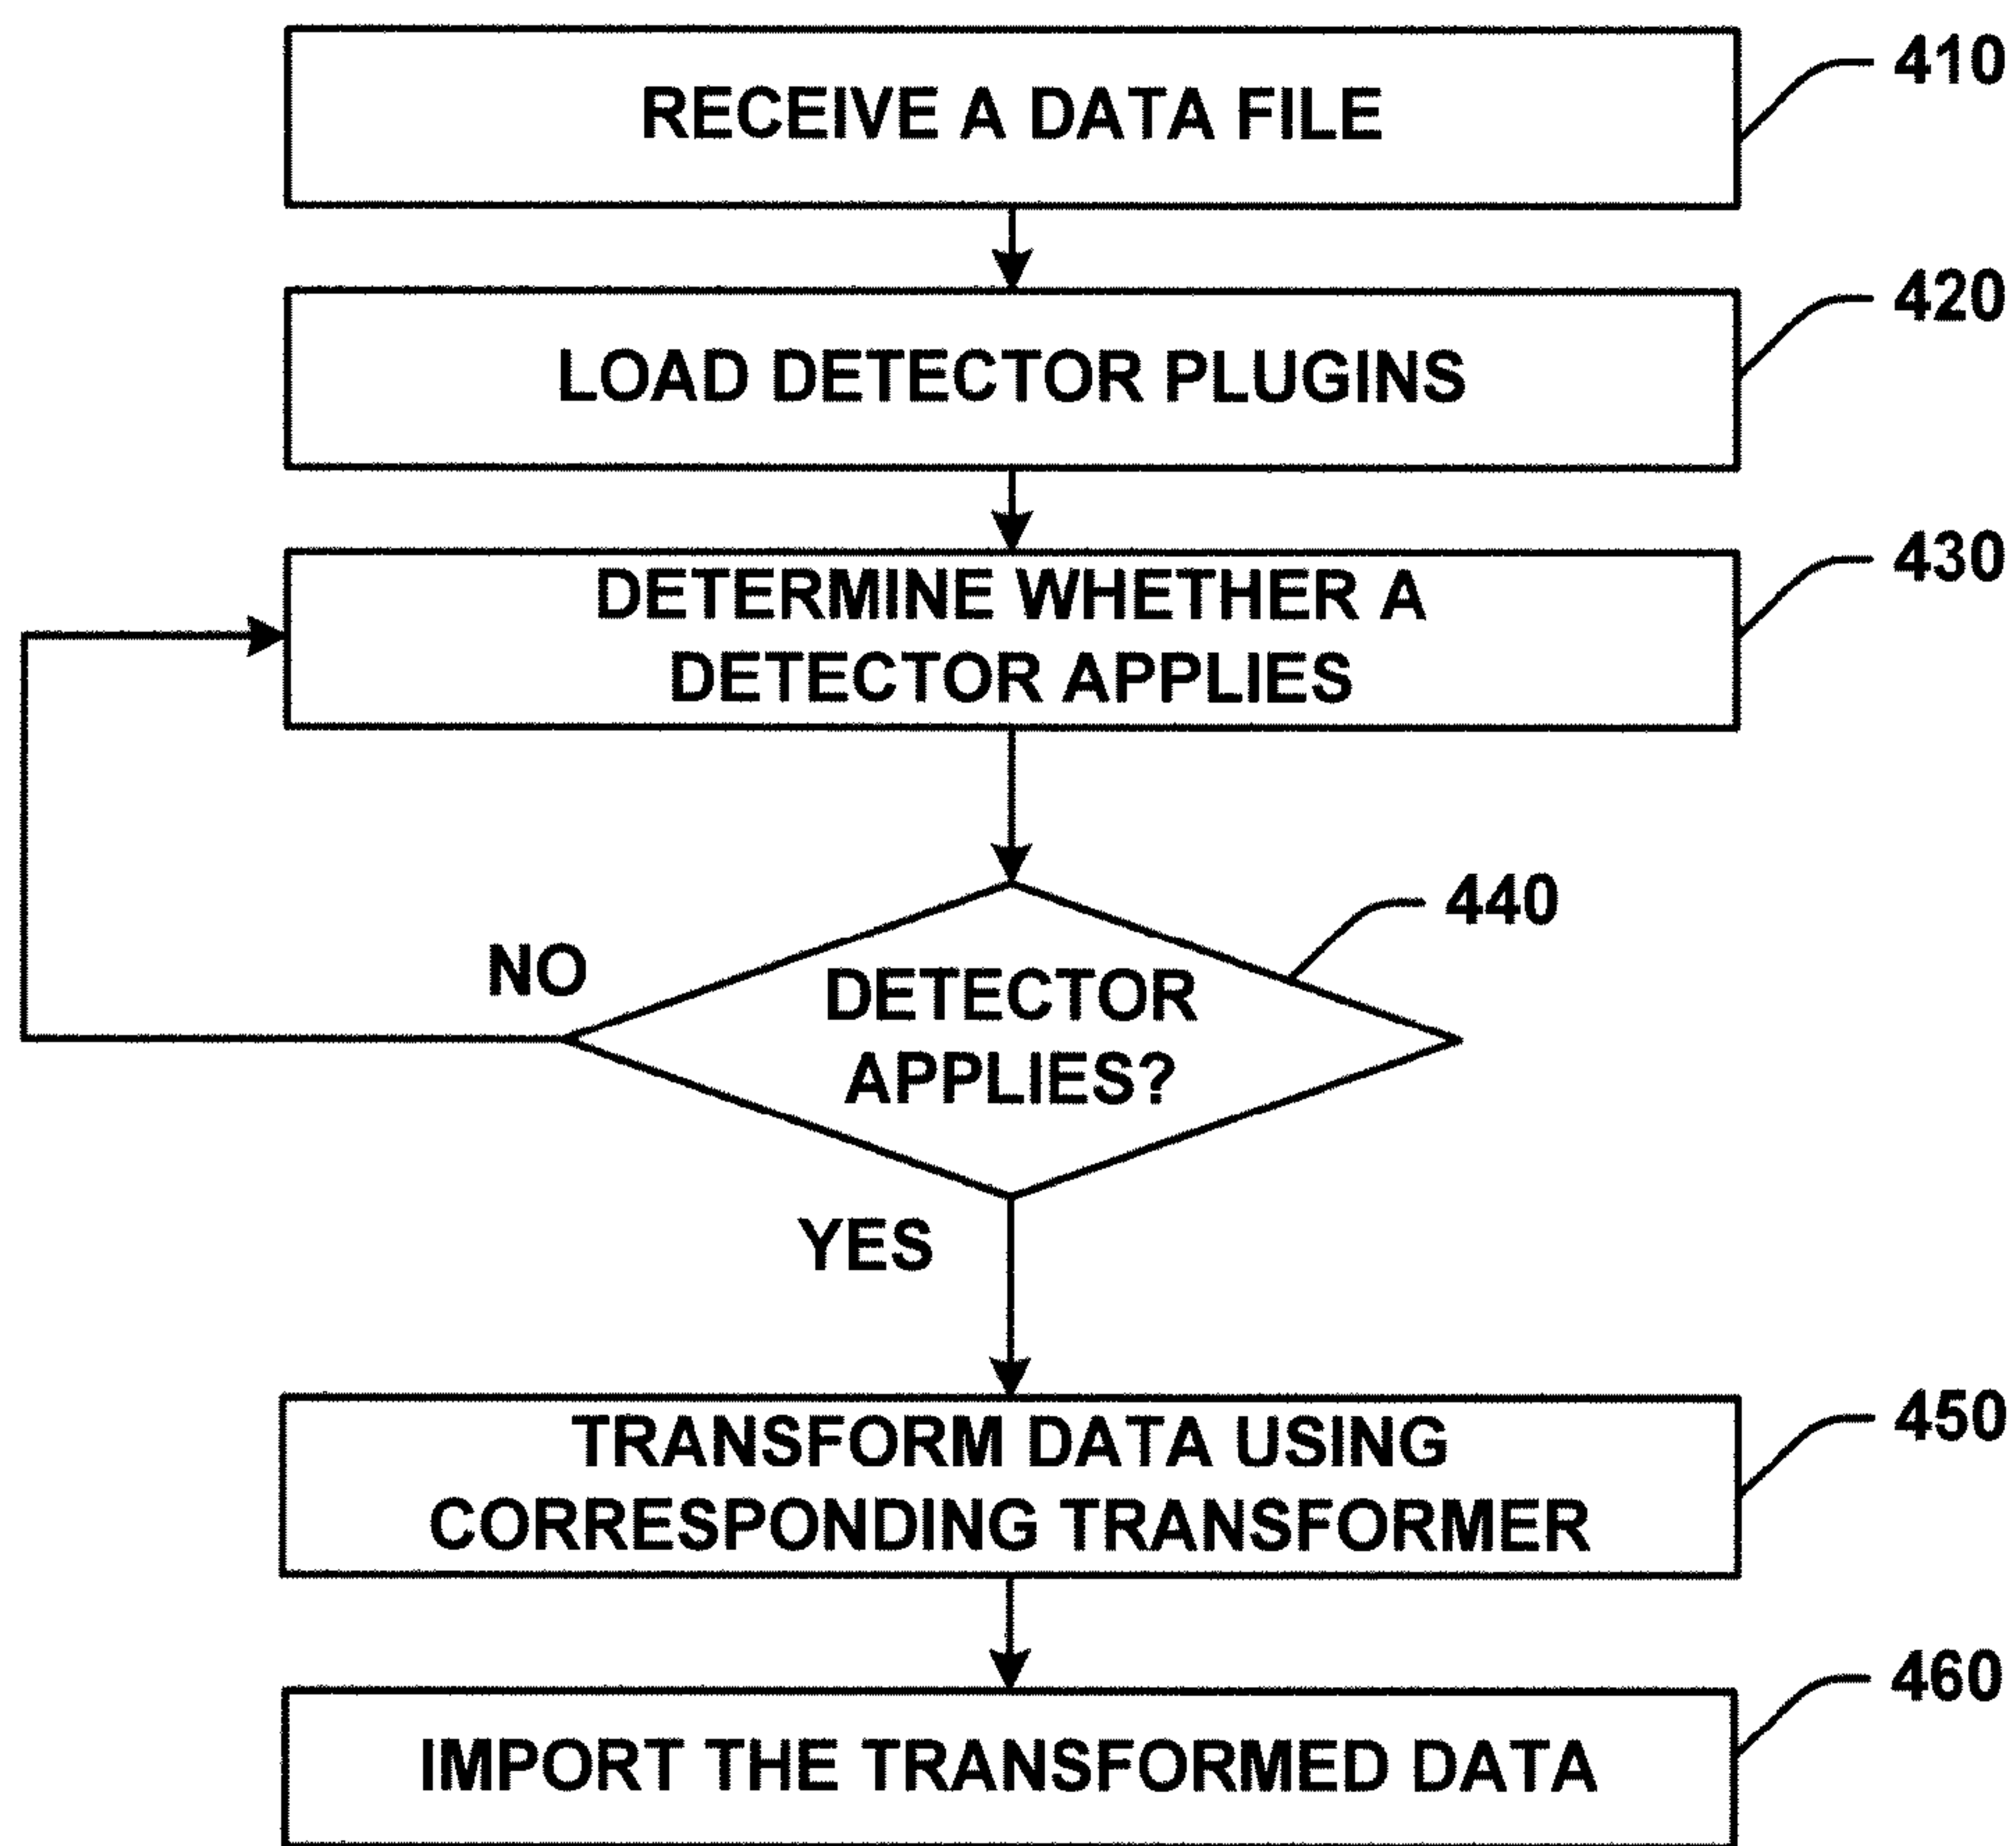 RECEIVE A DATA FILE
410
LOAD DETECTOR PLUGINS
420
DETERMINE WHETHER A
DETECTOR APPLIES
430
440
NO
DETECTOR
APPLIES?
YES
TRANSFORM DATA USING
CORRESPONDING TRANSFORMER
450
IMPORT THE TRANSFORMED DATA
460